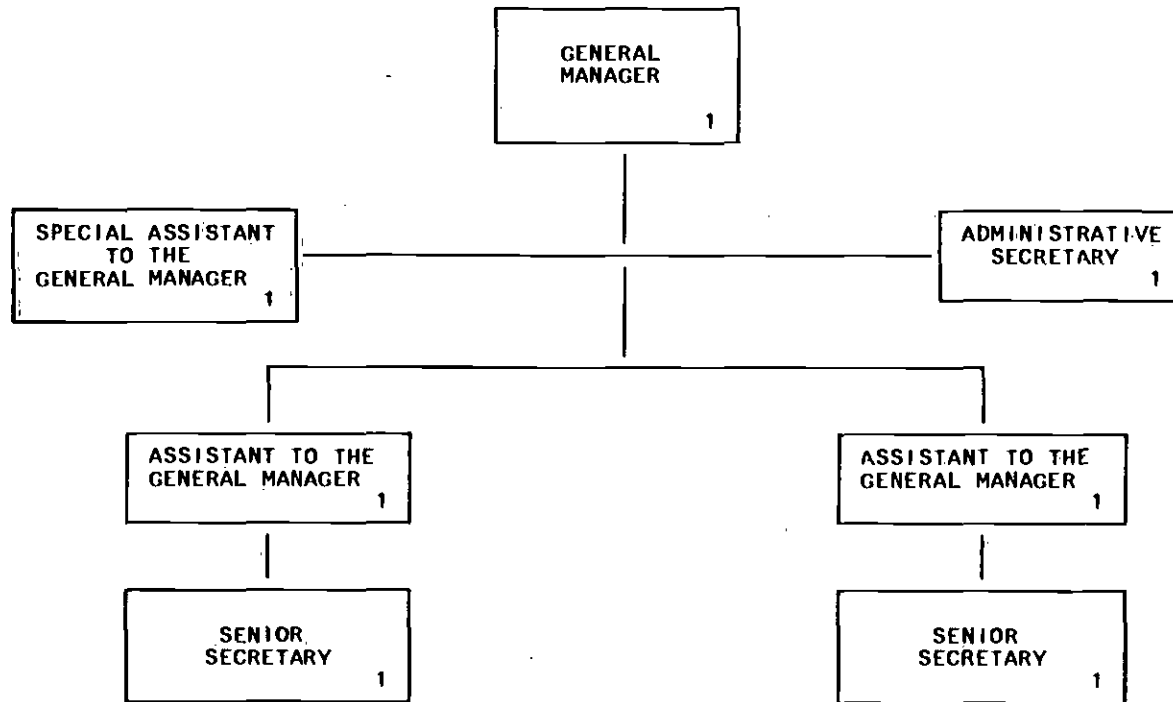 GENERAL
MANAGER
1
SPECIAL ASSISTANT
TO THE
GENERAL MANAGER
1
ADMINISTRATIVE
SECRETARY
1
ASSISTANT TO THE
GENERAL MANAGER
1
ASSISTANT TO THE
GENERAL MANAGER
1
SENIOR
SECRETARY
1
SENIOR
SECRETARY
1